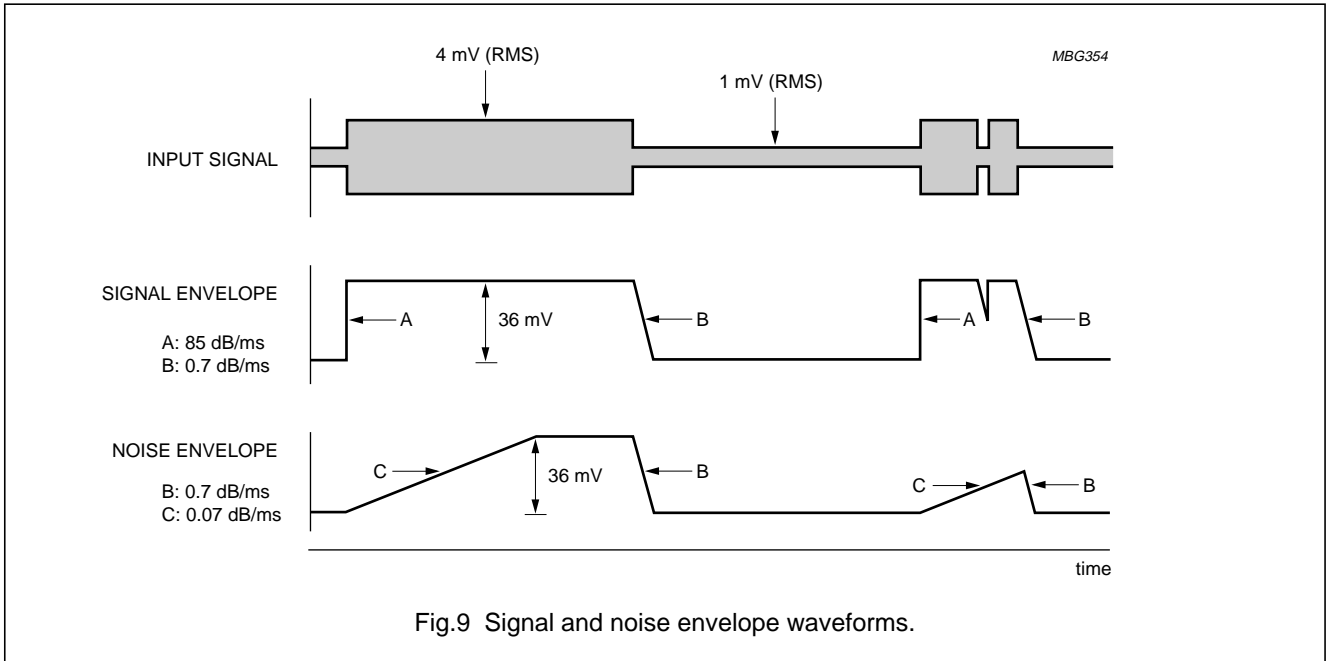 4 mV (RMS)
MBG354
1 mV (RMS)
INPUT SIGNAL
SIGNAL ENVELOPE
A
36 mV
B
A
B
A: 85 dB/ms
B: 0.7 dB/ms
NOISE ENVELOPE
C
36 mV
B
C
B
B: 0.7 dB/ms
C: 0.07 dB/ms
time
Fig.9 Signal and noise envelope waveforms.